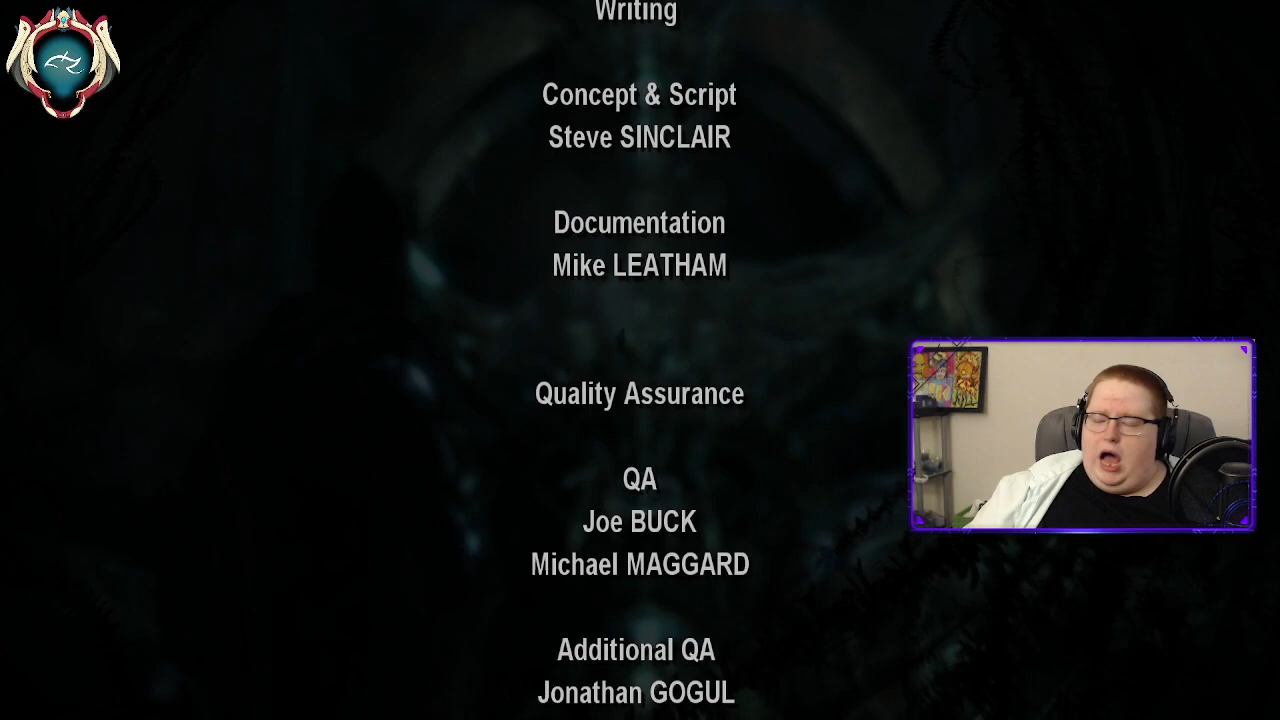 Writing
Concept & Script
Steve SINCLAIR
Documentation
Mike LEATHAM
Quality Assurance
QA
Joe BUCK
Michael MAGGARD
Additional QA
Jonathan GOGUL